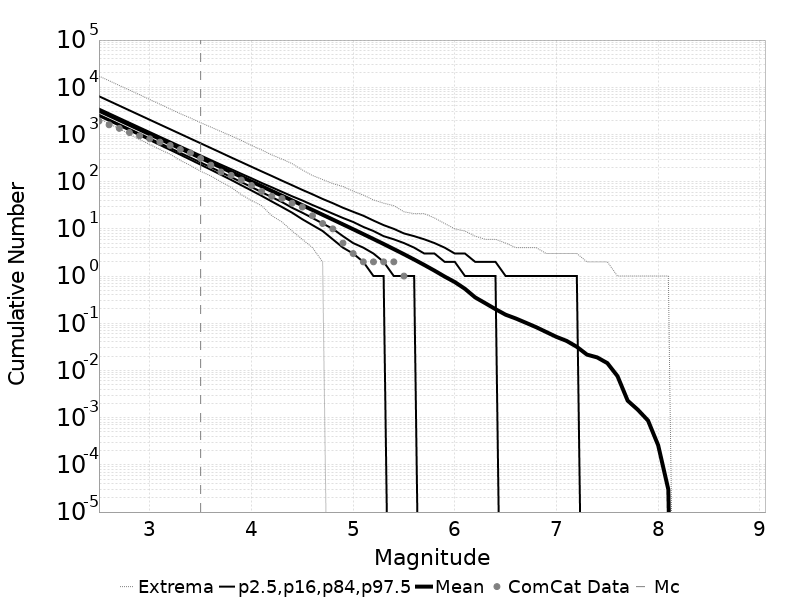 10^5
10^4
10^3
10^2
10^1
10^0
10^-1
10^-2
10^-3
10^-4
10^-5
Cumulative Number
3 4 5 6 7 8 9
Magnitude
Extrema p2.5,p16,p84,p97.5 Mean ComCat Data Mc